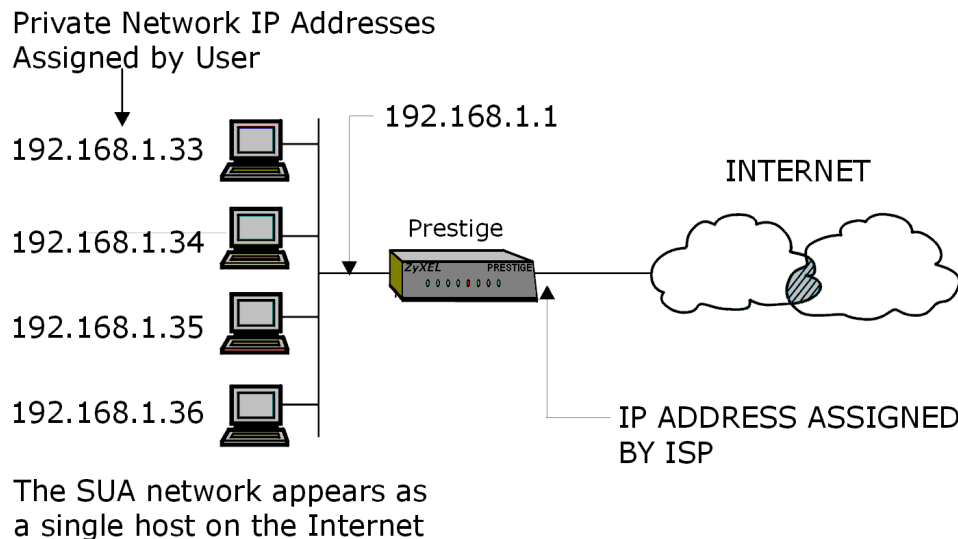 Private Network IP Addresses
Assigned by User
192.168.1.1
192.168.1.33
INTERNET
Prestige
192.168.1.34
ZyXEL
PRESTIGE
192.168.1.35
192.168.1.36
IP ADDRESS ASSIGNED
BY ISP
The SUA network appears as
a single host on the Internet